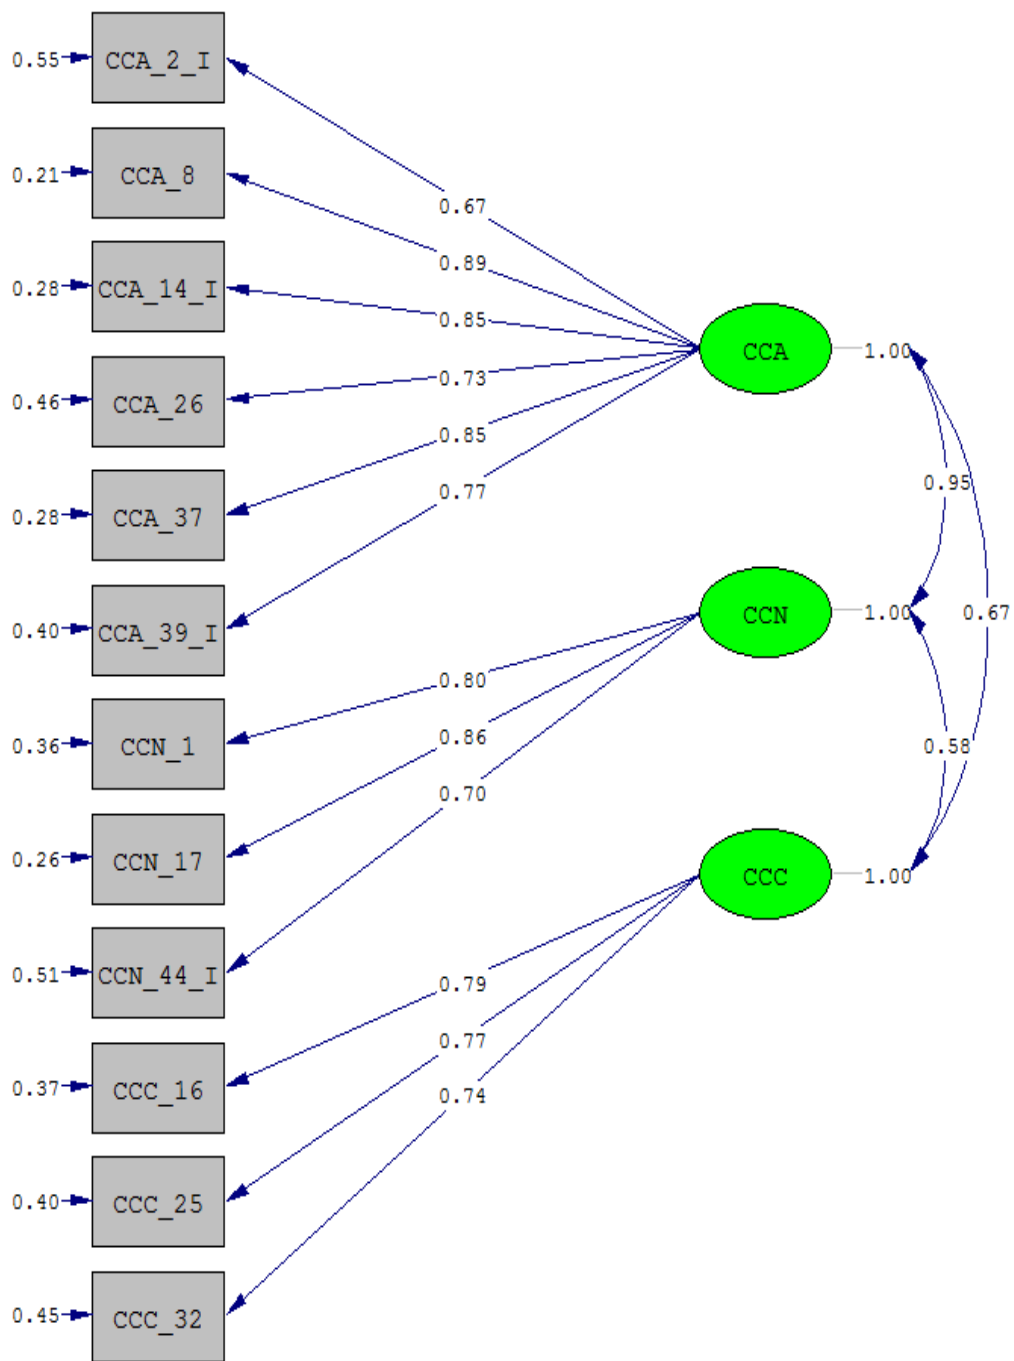 0.55 CCA_2_I
0.21 CCA_8
0.67
0.89
0.28 CCA_14_I
0.85
CCA 1.00
0.73
0.46 CCA_26
0.85
0.95
0.77
0.28 CCA_37
0.40 CCA_39_I
CCN 1.00
0.67
0.80
0.86
0.36 CCN_1
0.58
0.70
0.26 CCN_17
CCC 1.00
0.51 CCN_44_I
0.79
0.77
0.37 CCC_16
0.74
0.40 CCC_25
0.45 CCC_32